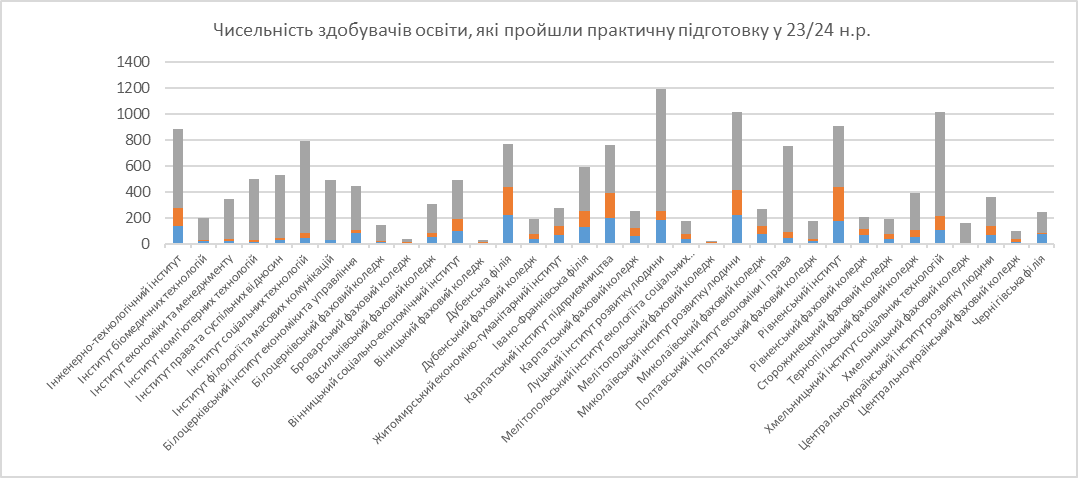 Чисельність здобувачів освіти, які пройшли практичну підготовку у 23/24 н.р.
1400
1200
1000
800
600
400
200
0
Інженерно-технологічний інститут
Інститут біомедичних технологій
Інститут економіки та менеджменту
Інститут комп'ютерних технологій
Інститут права та суспільних відносин
Інститут соціальних технологій
Інститут філології та масових комунікацій
Білоцерківський інститут економіки та управління
Білоцерківський фаховий коледж
Броварський фаховий коледж
Васильківський фаховий коледж
Вінницький соціально-економічний інститут
Вінницький фаховий коледж
Дубенська філія
Дубенський фаховий коледж
Житомирський економіко-гуманітарний інститут
Івано-Франківська філія
Карпатський інститут підприємництва
Карпатський фаховий коледж
Луцький інститут розвитку людини
Мелітопольський інститут екології та соціальних...
Мелітопольський фаховий коледж
Миколаївський інститут розвитку людини
Миколаївський фаховий коледж
Полтавський інститут економіки і права
Полтавський фаховий коледж
Рівненський інститут
Рівненський фаховий коледж
Сторожинецький фаховий коледж
Тернопільський фаховий коледж
Хмельницький інститут соціальних технологій
Хмельницький фаховий коледж
Центральноукраїнський інститут розвитку людини
Центральноукраїнський фаховий коледж
Чернігівська філія